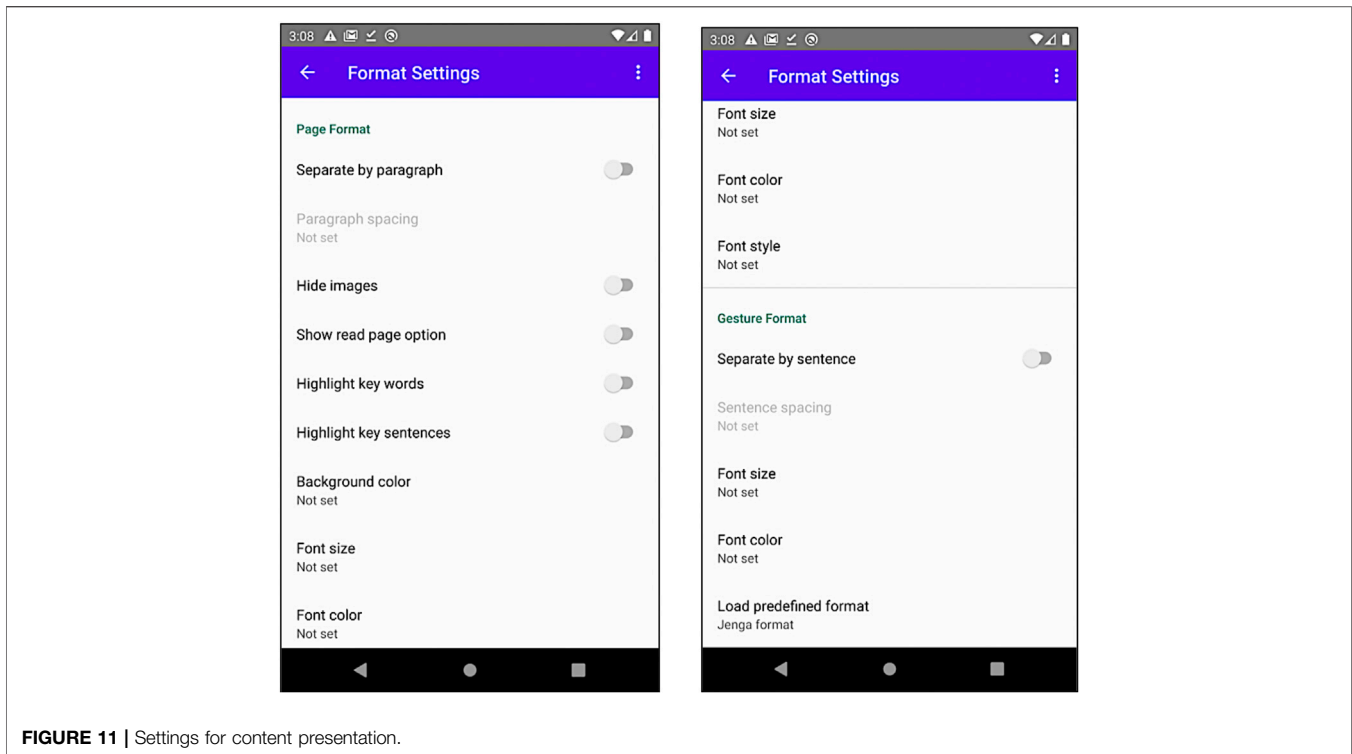 3:08
Format Settings
Page Format
Separate by paragraph
Paragraph spacing
Not set
Hide images
Show read page option
Highlight key words
Highlight key sentences
Background color
Not set
Font size
Not set
Font color
Not set
3:08
Format Settings
Font size
Not set
Font color
Not set
Font style
Not set
Gesture Format
Separate by sentence
Sentence spacing
Not set
Font size
Not set
Font color
Not set
Load predefined format
Jenga format
FIGURE 11 | Settings for content presentation.